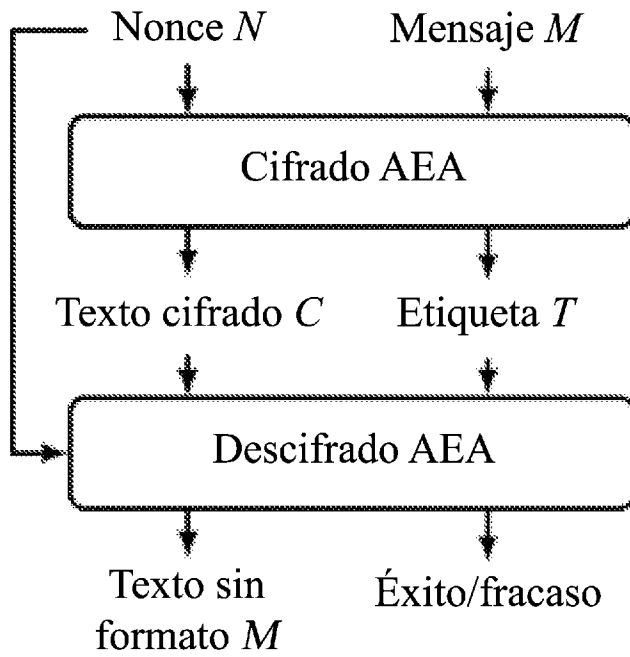 Nonce N
Mensaje M
Cifrado AEA
Texto cifrado C
Etiqueta T
Descifrado AEA
Texto sin
formato M
Éxito/fracaso